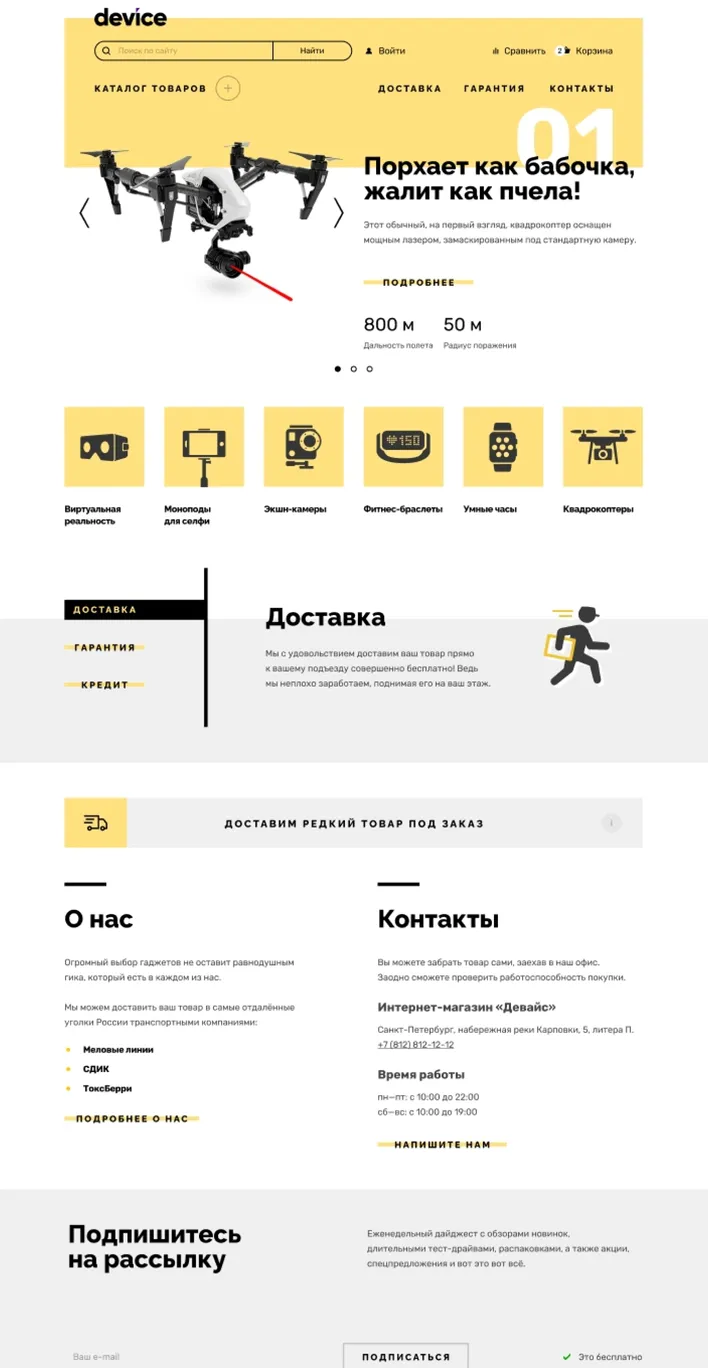 device
Поиск по сайту
Найти
Войти
Сравнить
2
Корзина
КАТАЛОГ ТОВАРОВ
ДОСТАВКА
ГАРАНТИЯ
КОНТАКТЫ
01
Порхает как бабочка,
жалит как пчела!
Этот обычный, на первый взгляд, квадрокоптер оснащен
мощным лазером, замаскированным под стандартную камеру.
ПОДРОБНЕЕ
800 м
50 м
Дальность полета
Радиус поражения
150
Виртуальная
реальность
Моноподы
для селфи
Экшн-камеры
Фитнес-браслеты
Умные часы
Квадрокоптеры
ДОСТАВКА
ГАРАНТИЯ
КРЕДИТ
Доставка
Мы с удовольствием доставим ваш товар прямо
к вашему подъезду совершенно бесплатно! Ведь
мы неплохо заработаем, поднимая его на ваш этаж.
ДОСТАВИМ РЕДКИЙ ТОВАР ПОД ЗАКАЗ
i
О нас
Огромный выбор гаджетов не оставит равнодушным
гика, который есть в каждом из нас.
Мы можем доставить ваш товар в самые отдалённые
уголки России транспортными компаниями:
Меловые линии
СДИК
ТоксБерри
ПОДРОБНЕЕ О НАС
Контакты
Вы можете забрать товар сами, заехав в наш офис.
Заодно сможете проверить работоспособность покупки.
Интернет-магазин «Девайс»
Санкт-Петербург, набережная реки Карповки, 5, литера П.
+7 (812) 812-12-12
Время работы
пн—пт: с 10:00 до 22:00
сб—вс: с 10:00 до 19:00
НАПИШИТЕ НАМ
Подпишитесь
на рассылку
Еженедельный дайджест с обзорами новинок,
длительными тест-драйвами, распаковками, а также акции,
спецпредложения и вот это вот всё.
Ваш e-mail
ПОДПИСАТЬСЯ
Это бесплатно